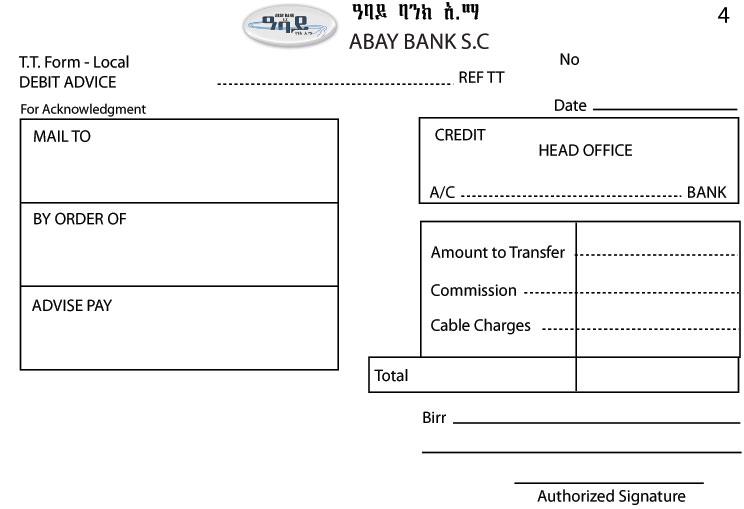 ዓባይ ባንክ አ.ማ
4
ዓባይ
ABAY BANK S.C
T.T. Form - Local
No
DEBIT ADVICE
REF TT
For Acknowledgment
Date
MAIL TO
CREDIT
HEAD OFFICE
A/C
BANK
BY ORDER OF
Amount to Transfer
Commission
ADVISE PAY
Cable Charges
Total
Birr
Authorized Signature